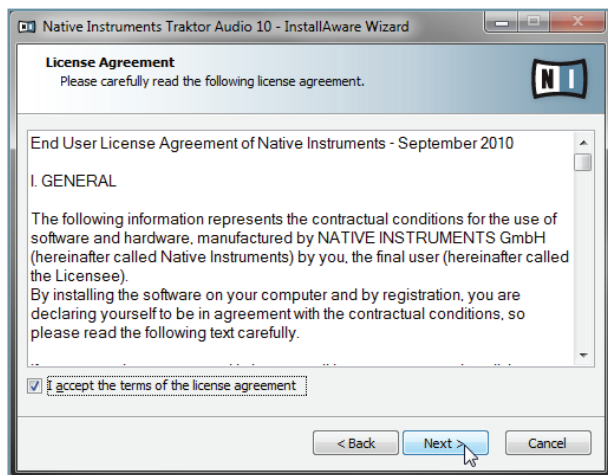 Native Instruments Traktor Audio 10 - InstallAware Wizard
License Agreement
Please carefully read the following license agreement.
N I
End User License Agreement of Native Instruments - September 2010
I. GENERAL
The following information represents the contractual conditions for the use of
software and hardware, manufactured by NATIVE INSTRUMENTS GmbH
(hereinafter called Native Instruments) by you, the final user (hereinafter called
the Licensee).
By installing the software on your computer and by registration, you are
declaring yourself to be in agreement with the contractual conditions, so
please read the following text carefully.
I accept the terms of the license agreement
< Back Next > Cancel